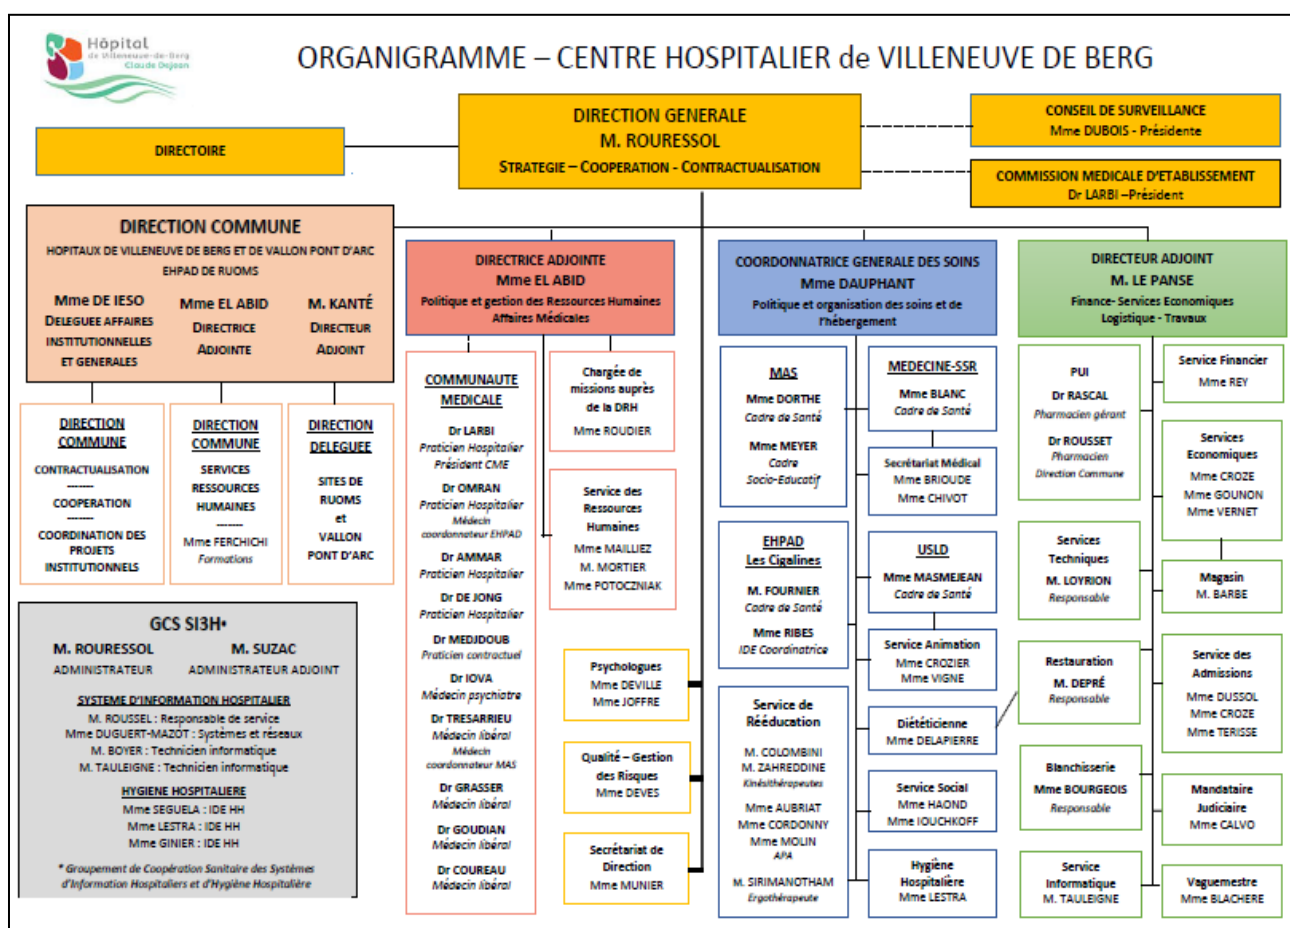 Hôpital
de Villeneuve-de-Berg
Claude Dejean
ORGANIGRAMME – CENTRE HOSPITALIER de VILLENEUVE DE BERG
DIRECTION GENERALE
M. ROURESSOL
STRATEGIE – COOPERATION - CONTRACTUALISATION
DIRECTOIRE
CONSEIL DE SURVEILLANCE
Mme DUBOIS - Présidente
COMMISSION MEDICALE D'ETABLISSEMENT
Dr LARBI –Président
DIRECTION COMMUNE
HOPITAUX DE VILLENEUVE DE BERG ET DE VALLON PONT D'ARC
EHPAD DE RUOMS
Mme DE IESO
DELEGUEE AFFAIRES
INSTITUTIONNELLES
ET GENERALES
Mme EL ABID
DIRECTRICE
ADJOINTE
M. KANTÉ
DIRECTEUR
ADJOINT
DIRECTION
COMMUNE
CONTRACTUALISATION
-------
COOPERATION
-------
COORDINATION DES
PROJETS
INSTITUTIONNELS
DIRECTION
COMMUNE
SERVICES
RESSOURCES
HUMAINES
-------
Mme FERCHICHI
Formations
DIRECTION
DELEGUEE
SITES DE
RUOMS
et
VALLON
PONT D'ARC
GCS SI3H*
M. ROURESSOL
ADMINISTRATEUR
M. SUZAC
ADMINISTRATEUR ADJOINT
SYSTEME D'INFORMATION HOSPITALIER
M. ROUSSEL : Responsable de service
Mme DUGUERT-MAZOT : Systèmes et réseaux
M. BOYER : Technicien informatique
M. TAULEIGNE : Technicien informatique
HYGIENE HOSPITALIERE
Mme SEGUELA : IDE HH
Mme LESTRA : IDE HH
Mme GINIER : IDE HH
* Groupement de Coopération Sanitaire des Systèmes
d'Information Hospitaliers et d'Hygiène Hospitalière
DIRECTRICE ADJOINTE
Mme EL ABID
Politique et gestion des Ressources Humaines
Affaires Médicales
COMMUNAUTE
MEDICALE
Dr LARBI
Praticien Hospitalier
Président CME
Dr OMRAN
Praticien Hospitalier
Médecin
coordonnateur EHPAD
Dr AMMAR
Praticien Hospitalier
Dr DE JONG
Praticien Hospitalier
Dr MEDJDOUB
Praticien contractuel
Dr IOVA
Médecin psychiatre
Dr TRESARRIEU
Médecin libéral
Médecin
coordonnateur MAS
Dr GRASSER
Médecin libéral
Dr GOUDIAN
Médecin libéral
Dr COUREAU
Médecin libéral
Chargée de
missions auprès
de la DRH
Mme ROUDIER
Service des
Ressources
Humaines
Mme MAILLIEZ
M. MORTIER
Mme POTOCZNIAK
Psychologues
Mme DEVILLE
Mme JOFFRE
Qualité – Gestion
des Risques
Mme DEVES
Secrétariat de
Direction
Mme MUNIER
COORDONNATRICE GENERALE DES SOINS
Mme DAUPHANT
Politique et organisation des soins et de
l'hébergement
MAS
Mme DORTHE
Cadre de Santé
Mme MEYER
Cadre
Socio-Educatif
EHPAD
Les Cigalines
M. FOURNIER
Cadre de Santé
Mme RIBES
IDE Coordinatrice
Service de
Rééducation
M. COLOMBINI
M. ZAHREDDINE
Kinésithérapeutes
Mme AUBRIAT
Mme CORDONNY
Mme MOLIN
APA
M. SIRIMANOTHAM
Ergothérapeute
MEDECINE-SSR
Mme BLANC
Cadre de Santé
Secrétariat Médical
Mme BRIOUDE
Mme CHIVOT
USLD
Mme MASMEJEAN
Cadre de Santé
Service Animation
Mme CROZIER
Mme VIGNE
Diététicienne
Mme DELAPIERRE
Service Social
Mme HAOND
Mme IOUCHKOFF
Hygiène
Hospitalière
Mme LESTRA
DIRECTEUR ADJOINT
M. LE PANSE
Finance- Services Economiques
Logistique - Travaux
PUI
Dr RASCAL
Pharmacien gérant
Dr ROUSSET
Pharmacien
Direction Commune
Services
Techniques
M. LOYRION
Responsable
Restauration
M. DEPRÉ
Responsable
Blanchisserie
Mme BOURGEOIS
Responsable
Service
Informatique
M. TAULEIGNE
Service Financier
Mme REY
Services
Economiques
Mme CROZE
Mme GOUNON
Mme VERNET
Magasin
M. BARBE
Service des
Admissions
Mme DUSSOL
Mme CROZE
Mme TERISSE
Mandataire
Judiciaire
Mme CALVO
Vaguemestre
Mme BLACHERE